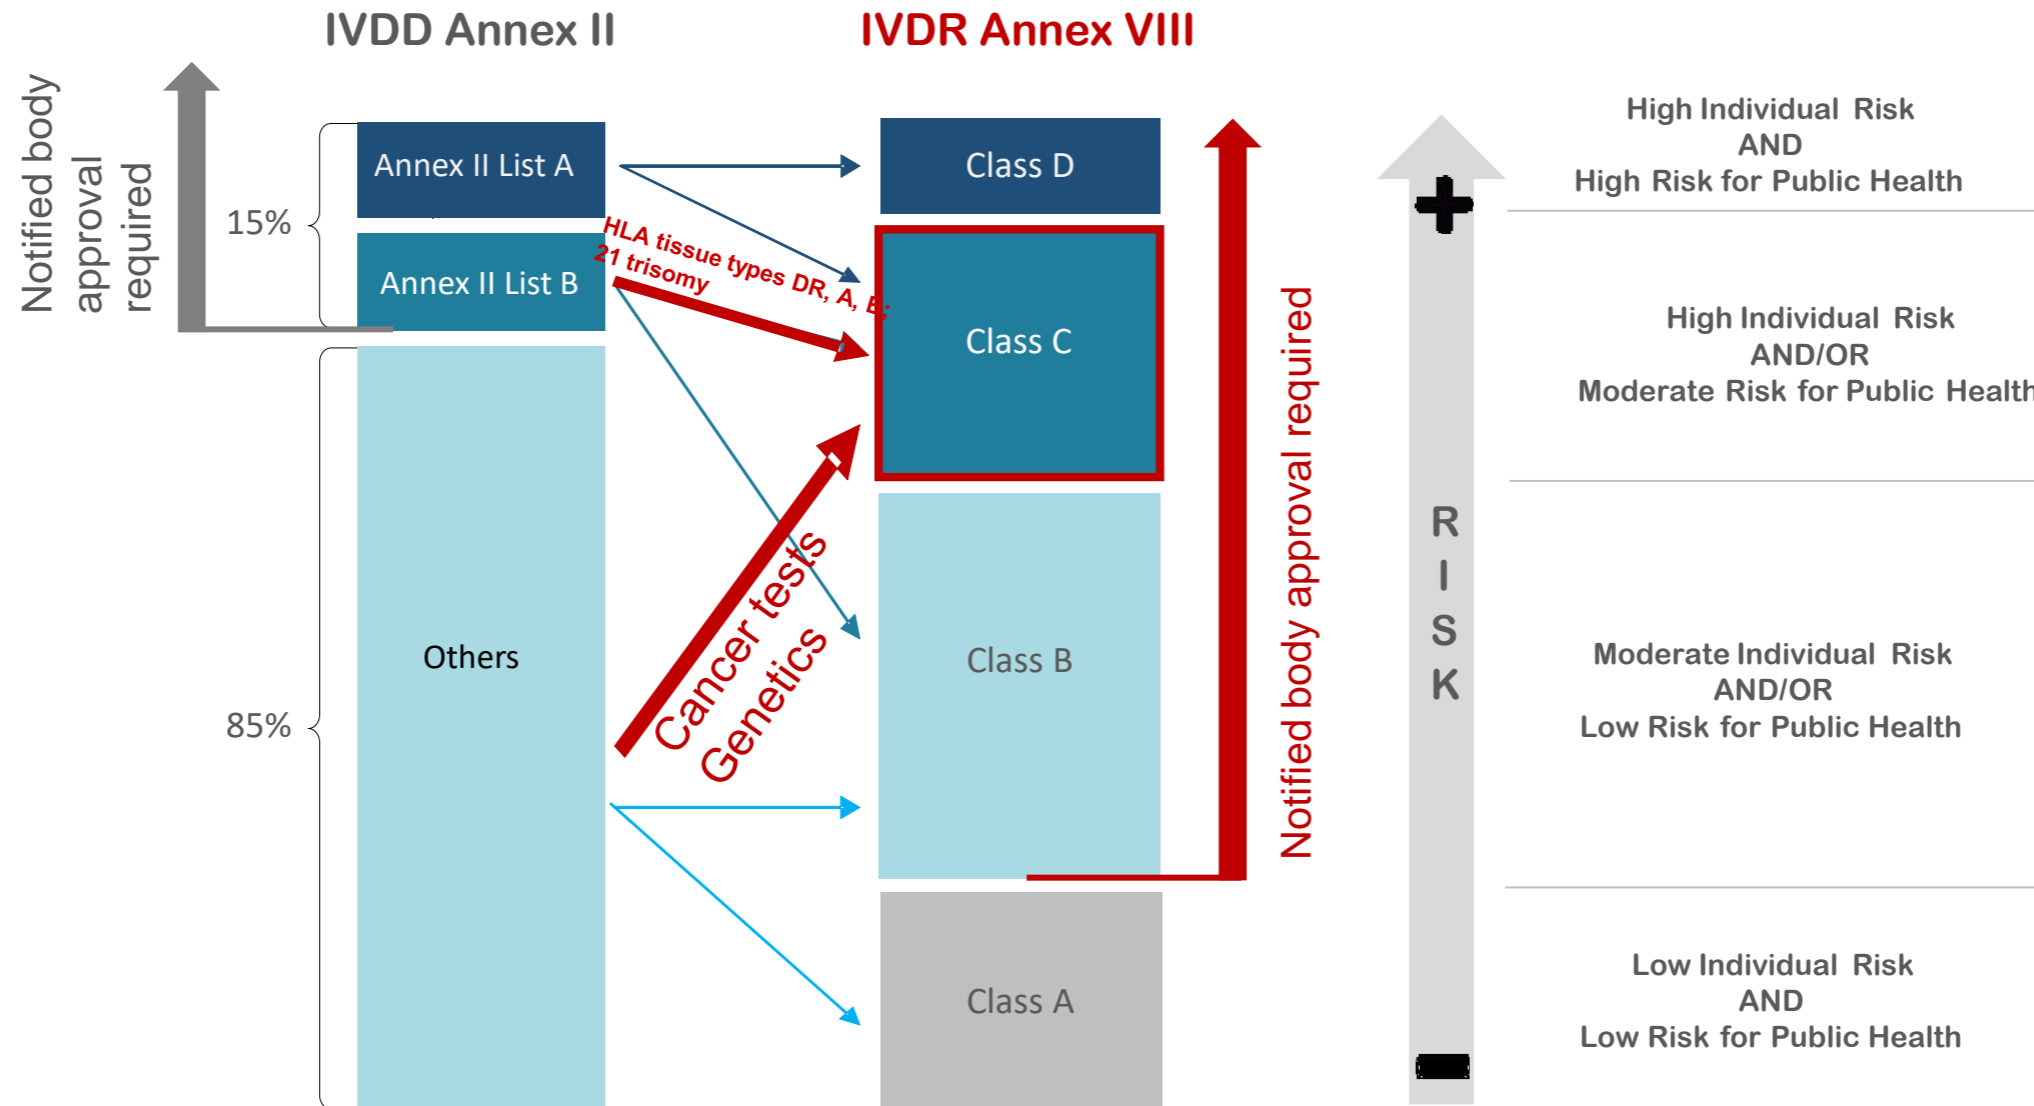 IVDD Annex II
IVDR Annex VIII
Notified body
approval
required
15%
85%
Annex II List A
Annex II List B
Others
HLA tissue types DR, A, B;
21 trisomy
Cancer tests
Genetics
Class D
Class C
Class B
Class A
Notified body approval required
+
R
I
S
K
-
High Individual Risk
AND
High Risk for Public Health
High Individual Risk
AND/OR
Moderate Risk for Public Health
Moderate Individual Risk
AND/OR
Low Risk for Public Health
Low Individual Risk
AND
Low Risk for Public Health